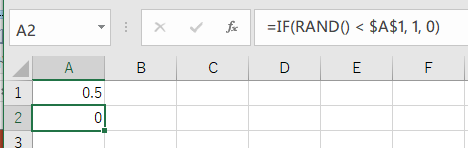 A2 fx =IF(RAND() < $A$1, 1, 0)
A B C D E F
1 0.5
2 0
3